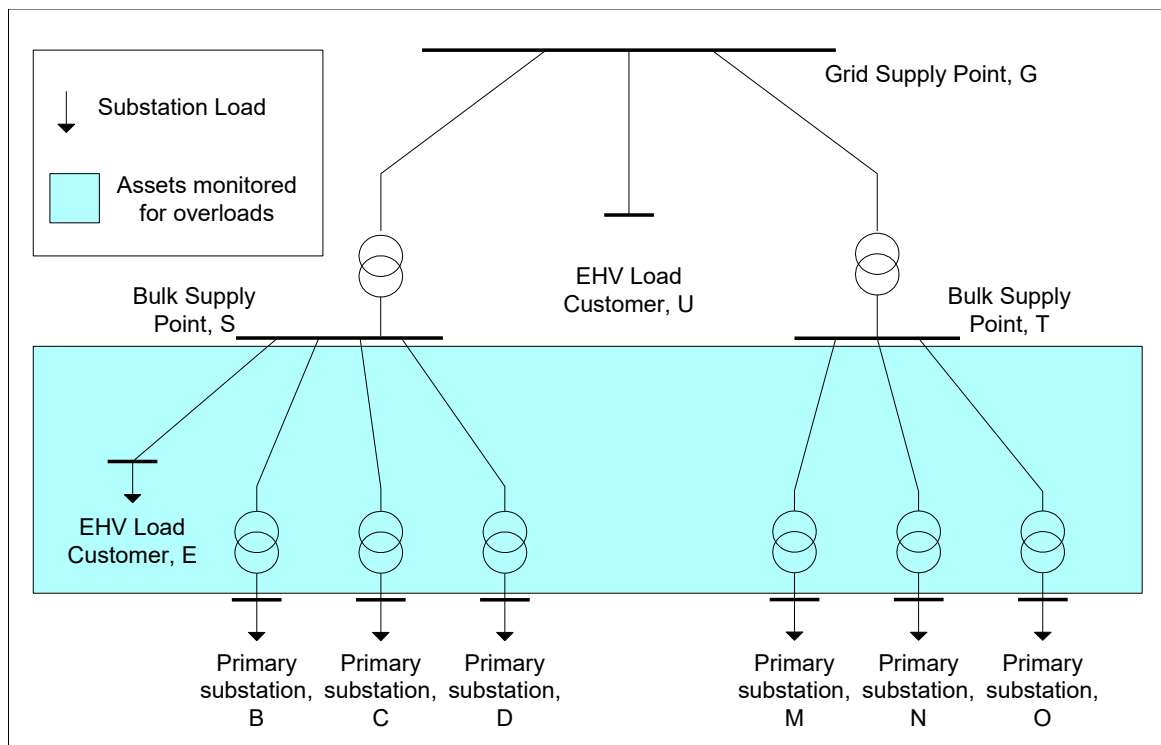 Grid Supply Point, G
Substation Load
Assets monitored
for overloads
EHV Load
Customer, U
Bulk Supply
Point, S
Bulk Supply
Point, T
EHV Load
Customer, E
Primary
substation,
B
Primary
substation,
C
Primary
substation,
D
Primary
substation,
M
Primary
substation,
N
Primary
substation,
O